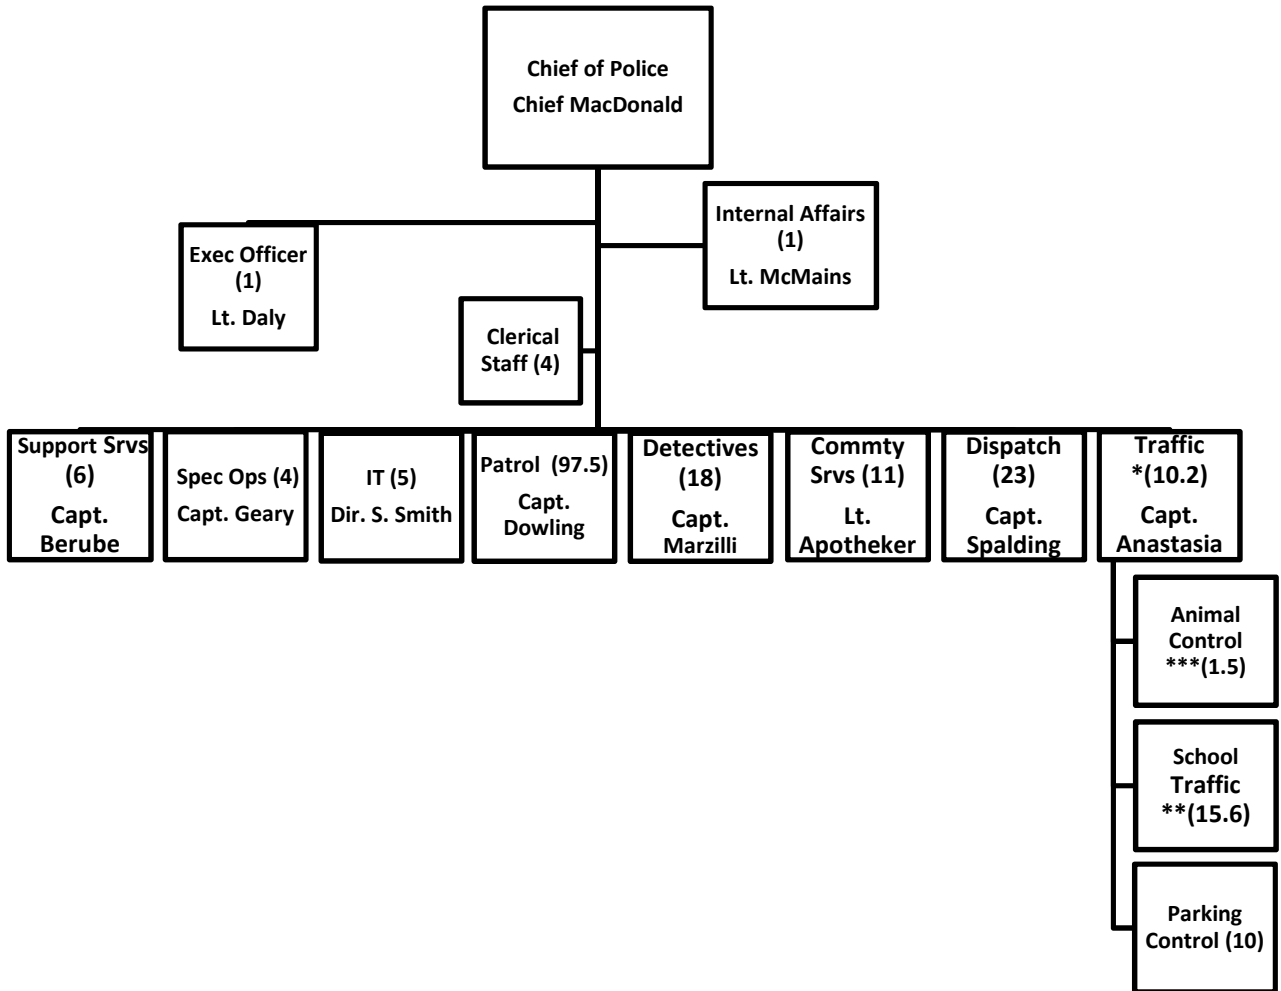 Chief of Police
Chief MacDonald
Internal Affairs
(1)
Lt. McMains
Exec Officer
(1)
Lt. Daly
Clerical
Staff (4)
Support Srvs
(6)
Capt.
Berube
Spec Ops (4)
Capt. Geary
IT (5)
Dir. S. Smith
Patrol (97.5)
Capt.
Dowling
Detectives
(18)
Capt.
Marzilli
Commty
Srvs (11)
Lt.
Apotheker
Dispatch
(23)
Capt.
Spalding
Traffic
*(10.2)
Capt.
Anastasia
Animal
Control
***(1.5)
School
Traffic
**(15.6)
Parking
Control (10)